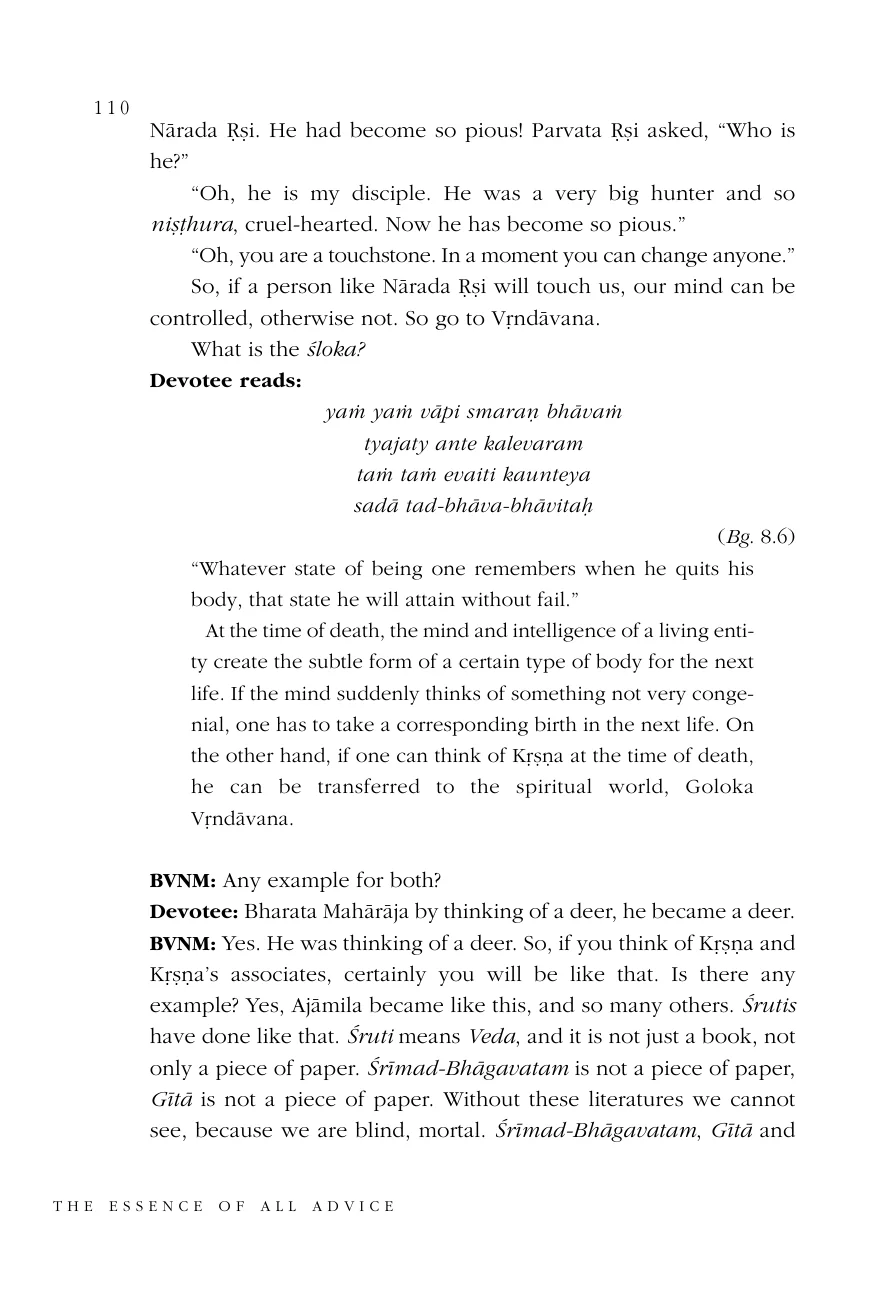 110
Nārada Ṛṣi. He had become so pious! Parvata Ṛṣi asked, “Who is
he?”
“Oh, he is my disciple. He was a very big hunter and so
niṣṭhura, cruel-hearted. Now he has become so pious.”
“Oh, you are a touchstone. In a moment you can change anyone.”
So, if a person like Nārada Ṛṣi will touch us, our mind can be
controlled, otherwise not. So go to Vṛndāvana.
What is the śloka?
Devotee reads:
yaṁ yaṁ vāpi smaraṇ bhāvaṁ
tyajaty ante kalevaram
taṁ taṁ evaiti kaunteya
sadā tad-bhāva-bhāvitaḥ
(Bg. 8.6)
“Whatever state of being one remembers when he quits his
body, that state he will attain without fail.”
At the time of death, the mind and intelligence of a living enti-
ty create the subtle form of a certain type of body for the next
life. If the mind suddenly thinks of something not very conge-
nial, one has to take a corresponding birth in the next life. On
the other hand, if one can think of Kṛṣṇa at the time of death,
he can be transferred to the spiritual world, Goloka
Vṛndāvana.
BVNM: Any example for both?
Devotee: Bharata Mahārāja by thinking of a deer, he became a deer.
BVNM: Yes. He was thinking of a deer. So, if you think of Kṛṣṇa and
Kṛṣṇa’s associates, certainly you will be like that. Is there any
example? Yes, Ajāmila became like this, and so many others. Śrutis
have done like that. Śruti means Veda, and it is not just a book, not
only a piece of paper. Śrīmad-Bhāgavatam is not a piece of paper,
Gītā is not a piece of paper. Without these literatures we cannot
see, because we are blind, mortal. Śrīmad-Bhāgavatam, Gītā and
THE ESSENCE OF ALL ADVICE